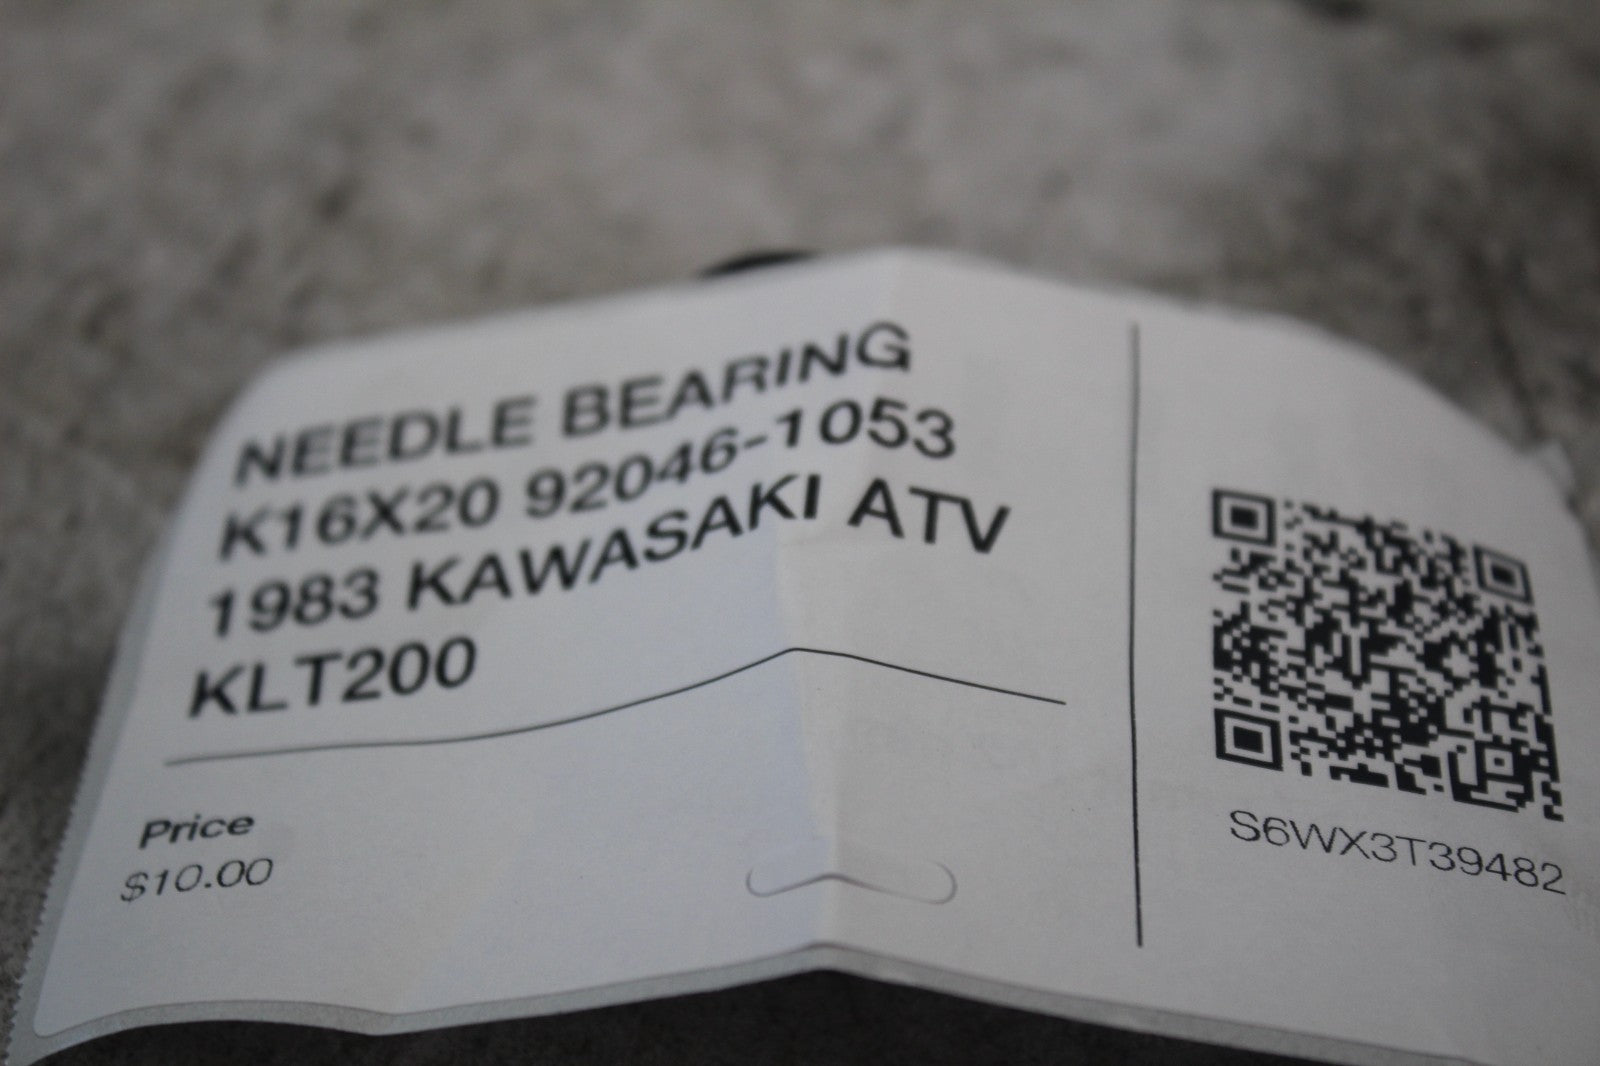 NEEDLE BEARING
K16X20 92046-1053
1983 KAWASAKI ATV
KLT200
Price
$10.00
S6WX3T39482